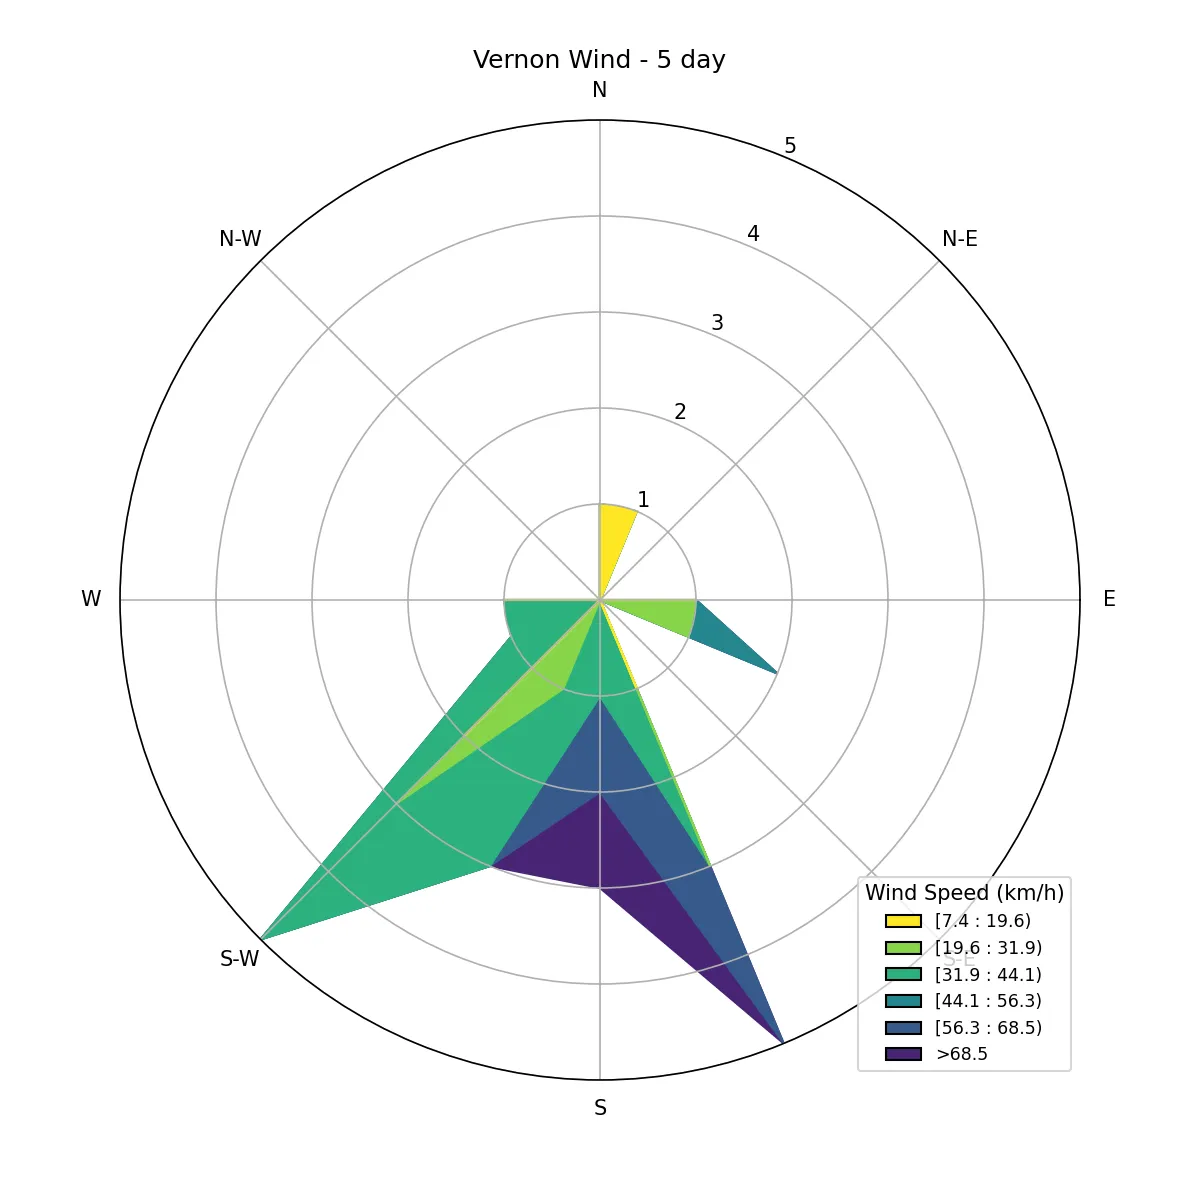 Vernon Wind - 5 day
N
5
N-W
4
N-E
3
2
1
W
E
S-W
S-E
S
Wind Speed (km/h)
[7.4 : 19.6)
[19.6 : 31.9)
[31.9 : 44.1)
[44.1 : 56.3)
[56.3 : 68.5)
>68.5